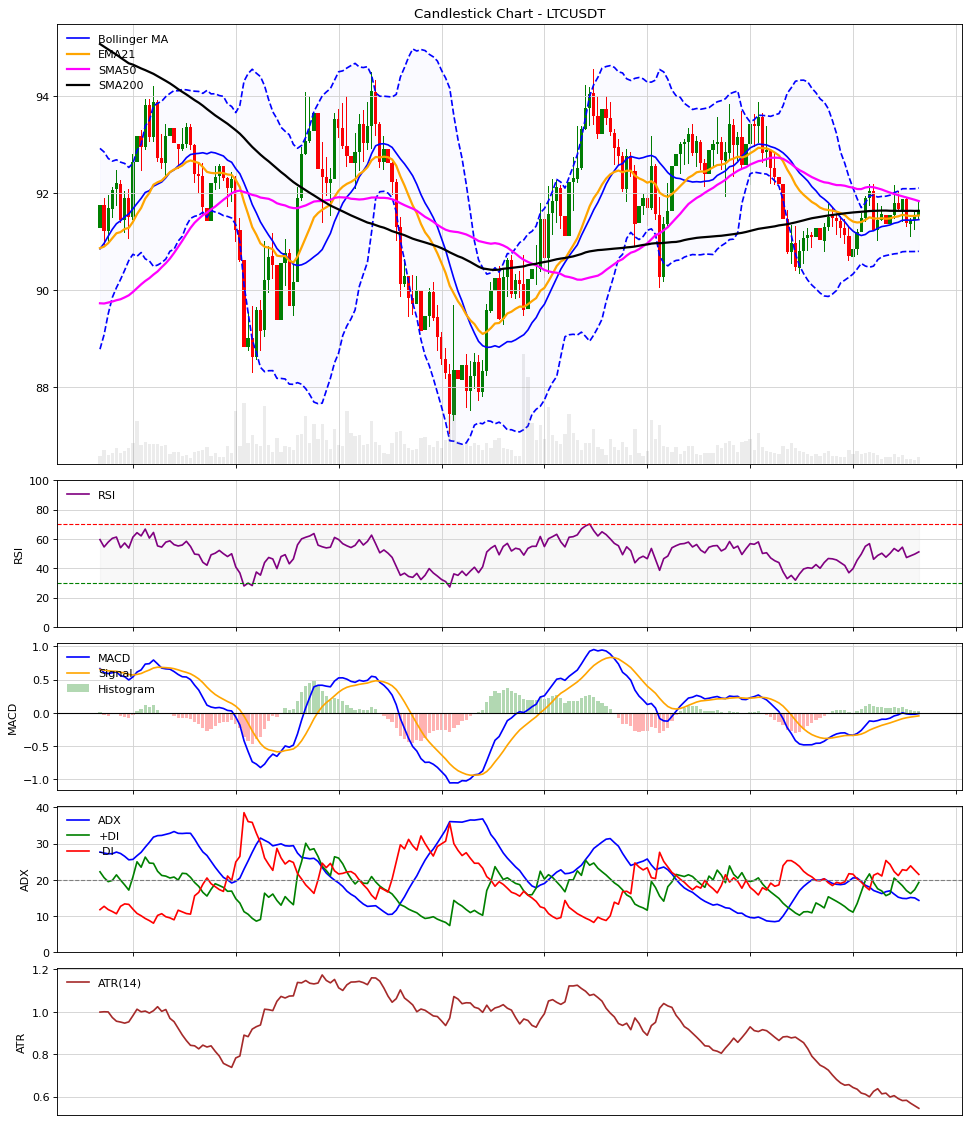 Candlestick Chart - LTCUSDT
Bollinger MA
EMA21
SMA50
SMA200
94
92
90
88
RSI
100
80
60
40
20
0
RSI
MACD
Signal
Histogram
1.0
0.5
0.0
−0.5
−1.0
MACD
ADX
+DI
-DI
40
30
20
10
0
ADX
ATR(14)
1.2
1.0
0.8
0.6
ATR